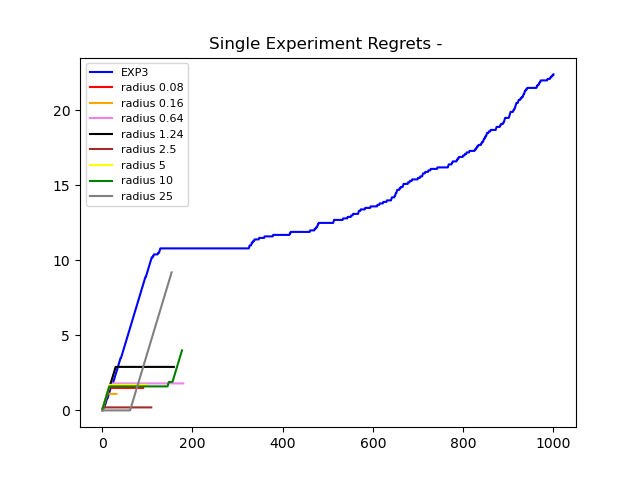 Single Experiment Regrets -
EXP3
radius 0.08
radius 0.16
radius 0.64
radius 1.24
radius 2.5
radius 5
radius 10
radius 25
20
15
10
5
0
0 200 400 600 800 1000